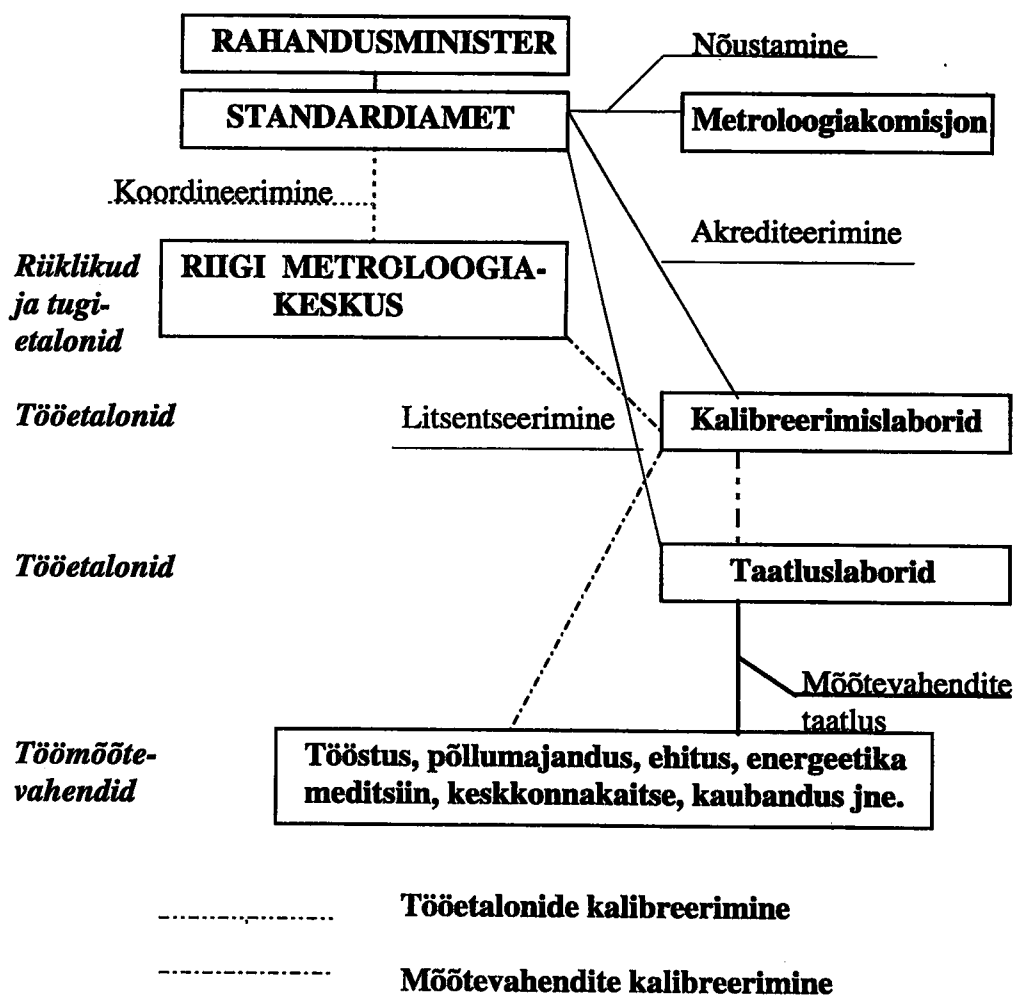 RAHANDUSMINISTER
Nõustamine
STANDARDIAMET
Metroloogiakomisjon
Koordineerimine
Akrediteerimine
Riiklikud
ja tugi-
etalonid
RIIGI METROLOOGIA-
KESKUS
Tööetalonid
Litsentseerimine
Kalibreerimislaborid
Tööetalonid
Taatluslaborid
Mõõtevahendite
taatlus
Töömõõte-
vahendid
Tööstus, põllumajandus, ehitus, energeetika
meditsiin, keskkonnakaitse, kaubandus jne.
Tööetalonide kalibreerimine
Mõõtevahendite kalibreerimine